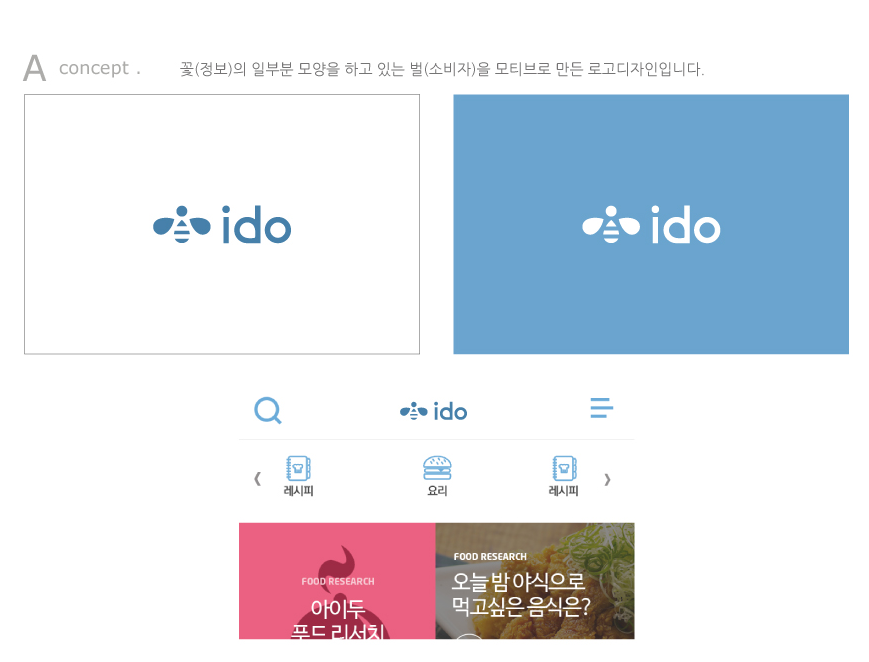 A concept . 꽃(정보)의 일부분 모양을 하고 있는 벌(소비자)을 모티브로 만든 로고디자인입니다.
ido
ido
ido
레시피
요리
레시피
FOOD RESEARCH
아이두
푸드 리서치
FOOD RESEARCH
오늘 밤 야식으로
먹고싶은 음식은?